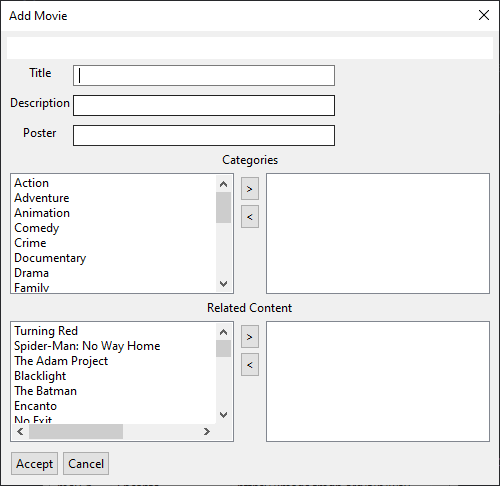 Add Movie
Title
Description
Poster
Categories
Action
Adventure
Animation
Comedy
Crime
Documentary
Drama
Family
>
<
Related Content
Turning Red
Spider-Man: No Way Home
The Adam Project
Blacklight
The Batman
Encanto
No Exit
>
<
Accept
Cancel